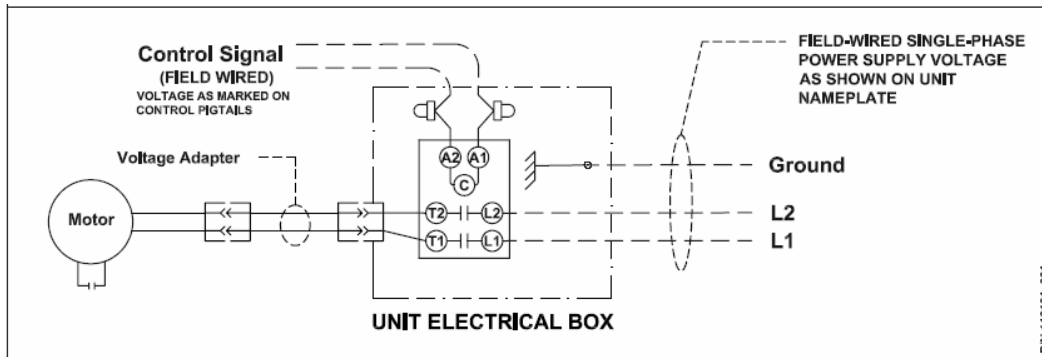 Control Signal
(FIELD WIRED)
VOLTAGE AS MARKED ON
CONTROL PIGTAILS
FIELD-WIRED SINGLE-PHASE
POWER SUPPLY VOLTAGE
AS SHOWN ON UNIT
NAMEPLATE
Voltage Adapter
A2
A1
C
Ground
Motor
T2
L2
L2
T1
L1
L1
UNIT ELECTRICAL BOX